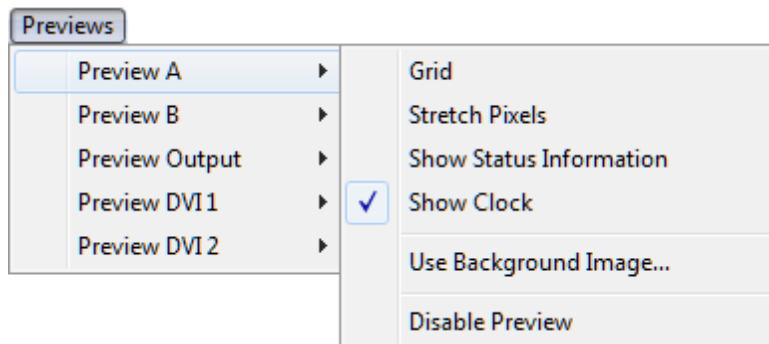 Previews
Preview A
Preview B
Preview Output
Preview DVI 1
Preview DVI 2
Grid
Stretch Pixels
Show Status Information
Show Clock
Use Background Image...
Disable Preview